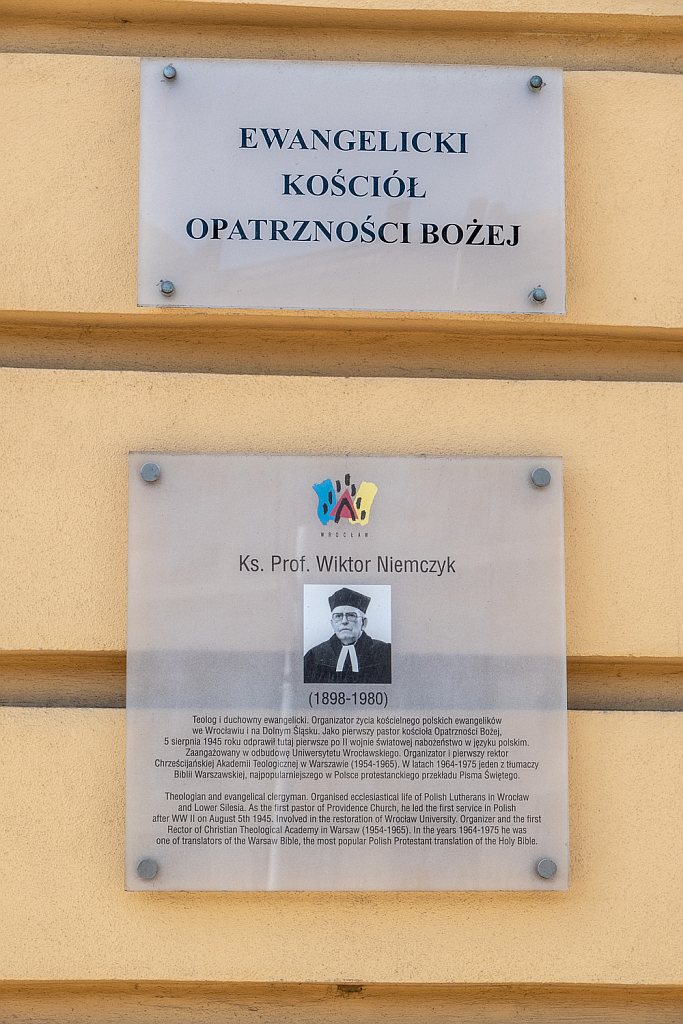 EWANGELICKI
KOŚCIÓŁ
OPATRZNOŚCI BOŻEJ
WROCŁAW
Ks. Prof. Wiktor Niemczyk
(1898-1980)
Teolog i duchowny ewangelicki. Organizator życia kościelnego polskich ewangelików
we Wrocławiu i na Dolnym Śląsku. Jako pierwszy pastor kościoła Opatrzności Bożej,
5 sierpnia 1945 roku odprawił tutaj pierwsze po II wojnie światowej nabożeństwo w języku polskim.
Zaangażowany w odbudowę Uniwersytetu Wrocławskiego. Organizator i pierwszy rektor
Chrześcijańskiej Akademii Teologicznej w Warszawie (1954-1965). W latach 1964-1975 jeden z tłumaczy
Biblii Warszawskiej, najpopularniejszego w Polsce protestanckiego przekładu Pisma Świętego.
Theologian and evangelical clergyman. Organised ecclesiastical life of Polish Lutherans in Wrocław
and Lower Silesia. As the first pastor of Providence Church, he led the first service in Polish
after WW II on August 5th 1945. Involved in the restoration of Wrocław University. Organizer and the first
Rector of Christian Theological Academy in Warsaw (1954-1965). In the years 1964-1975 he was
one of translators of the Warsaw Bible, the most popular Polish Protestant translation of the Holy Bible.